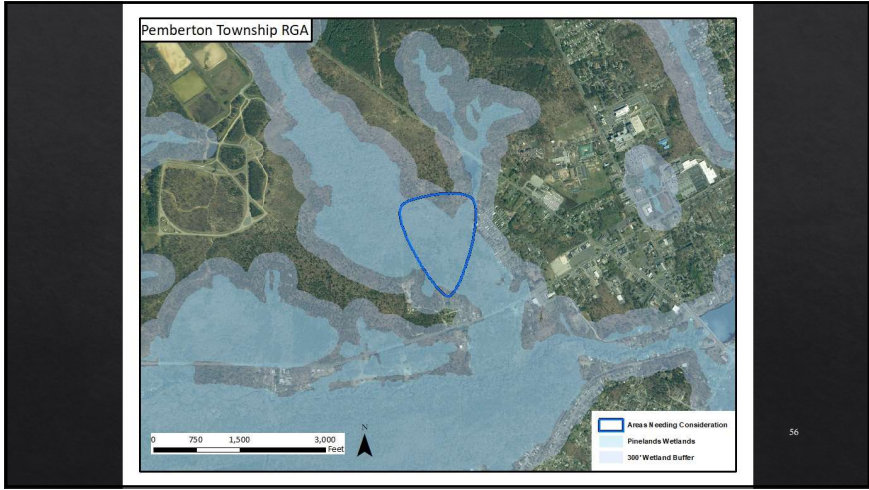 Pemberton Township RGA
N
0 750 1,500 3,000
Feet
Areas Needing Consideration
Pinelands Wetlands
300' Wetland Buffer
56